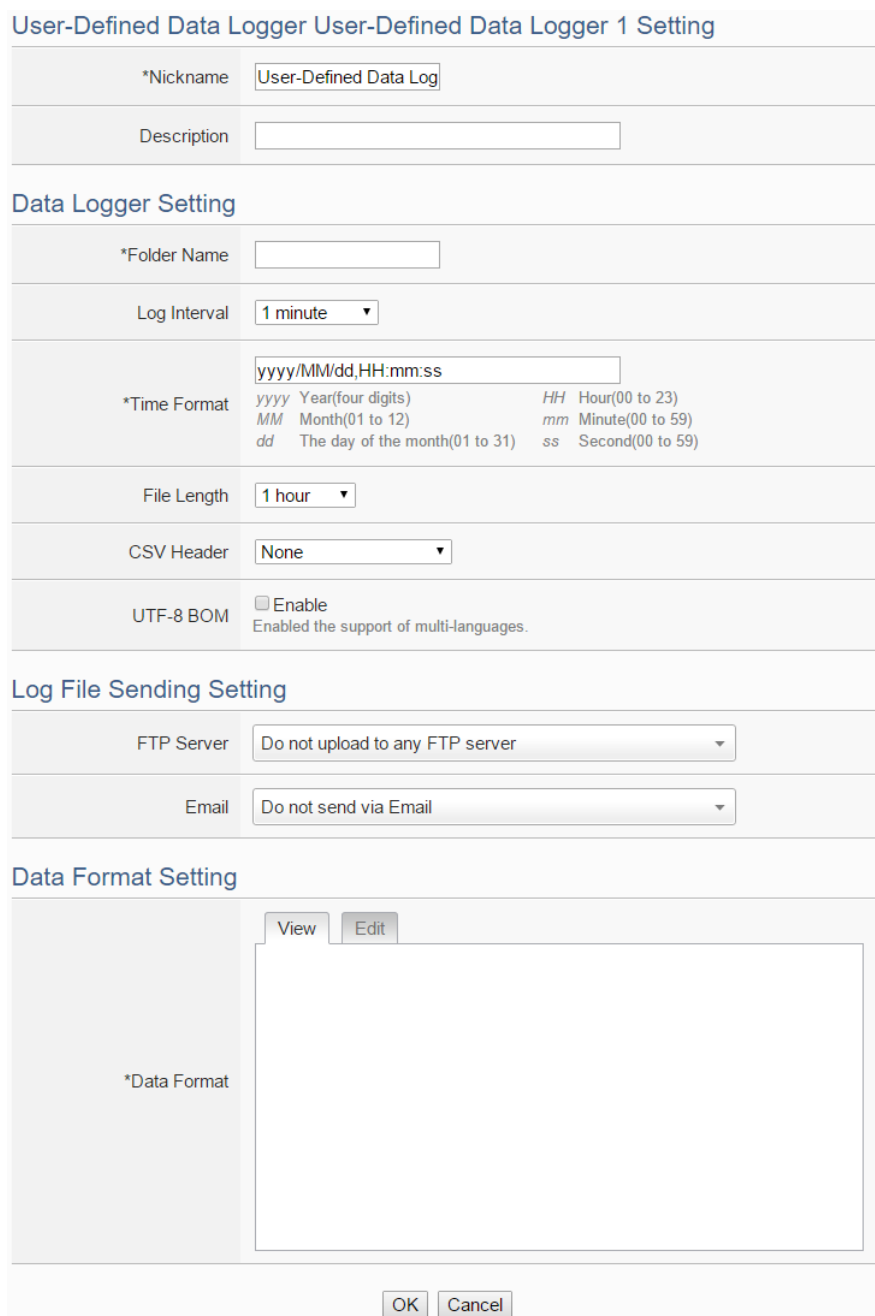 User-Defined Data Logger User-Defined Data Logger 1 Setting
*Nickname User-Defined Data Log
Description
Data Logger Setting
*Folder Name
Log Interval 1 minute
yyyy/MM/dd,HH:mm:ss
*Time Format
yyyy Year(four digits) HH Hour(00 to 23)
MM Month(01 to 12) mm Minute(00 to 59)
dd The day of the month(01 to 31) ss Second(00 to 59)
File Length 1 hour
CSV Header None
UTF-8 BOM Enable
Enabled the support of multi-languages.
Log File Sending Setting
FTP Server Do not upload to any FTP server
Email Do not send via Email
Data Format Setting
View Edit
*Data Format
OK Cancel